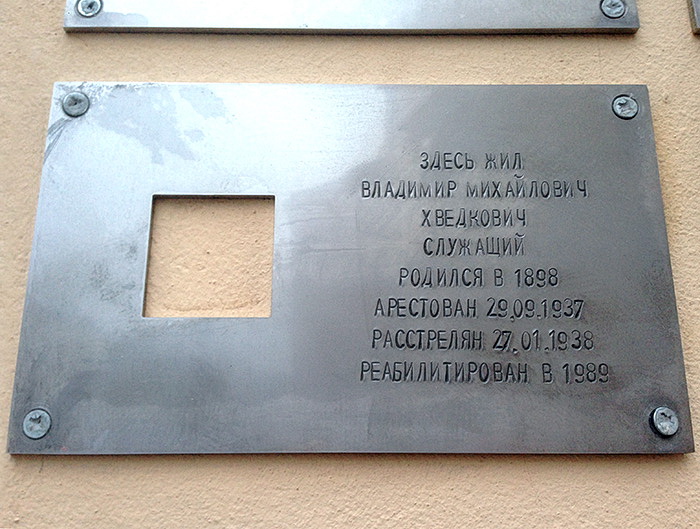 ЗДЕСЬ ЖИЛ
ВЛАДИМИР МИХАЙЛОВИЧ
ХВЕДКОВИЧ
СЛУЖАЩИЙ
РОДИЛСЯ В 1898
АРЕСТОВАН 29.09.1937
РАССТРЕЛЯН 27.01.1938
РЕАБИЛИТИРОВАН В 1989